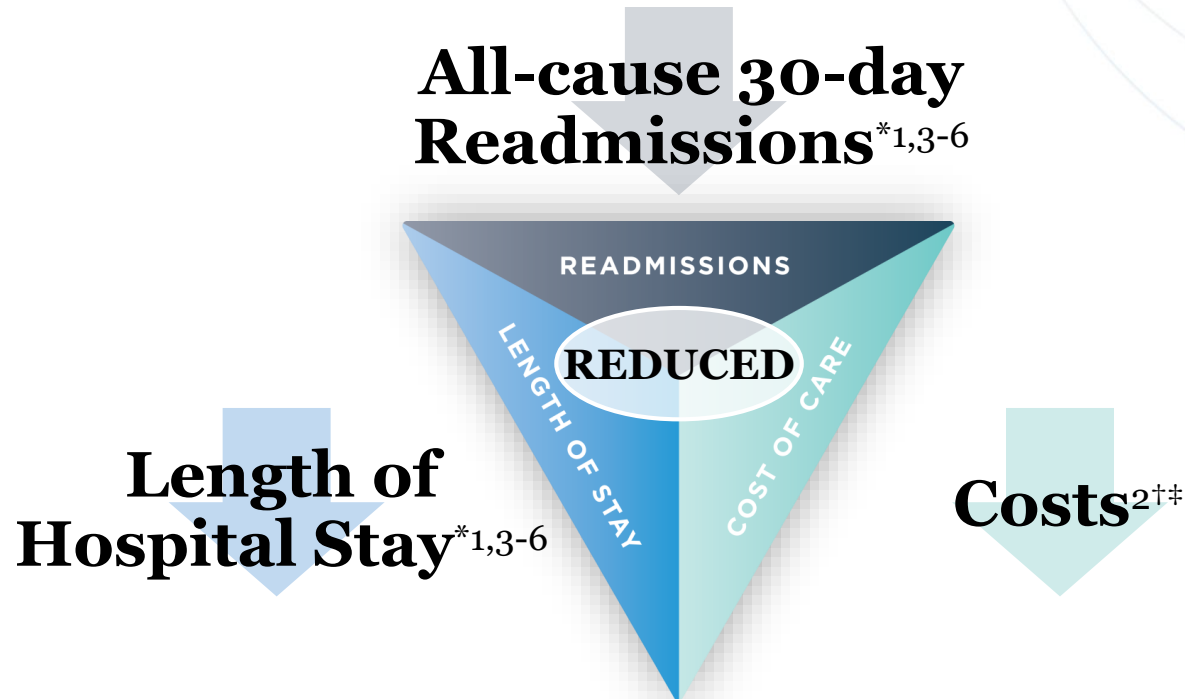 All-cause 30-day
Readmissions*1,3-6
READMISSIONS
REDUCED
LENGTH OF STAY
COST OF CARE
Length of
Hospital Stay*1,3-6
Costs2†‡